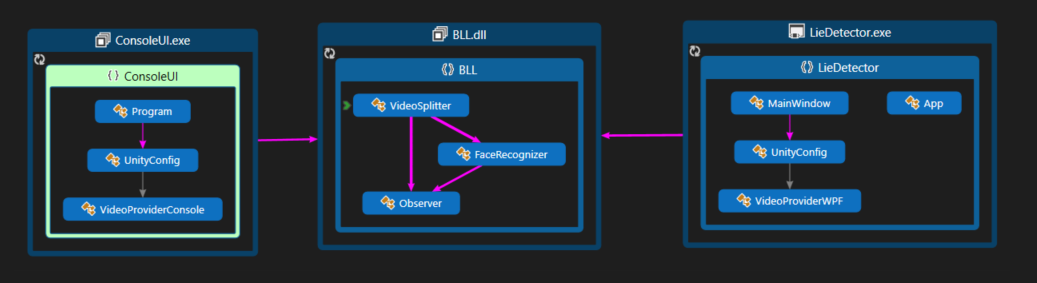 ConsoleUI.exe
{ } ConsoleUI
Program
UnityConfig
VideoProviderConsole
BLL.dll
{} BLL
VideoSplitter
FaceRecognizer
Observer
LieDetector.exe
{} LieDetector
MainWindow
App
UnityConfig
VideoProviderWPF